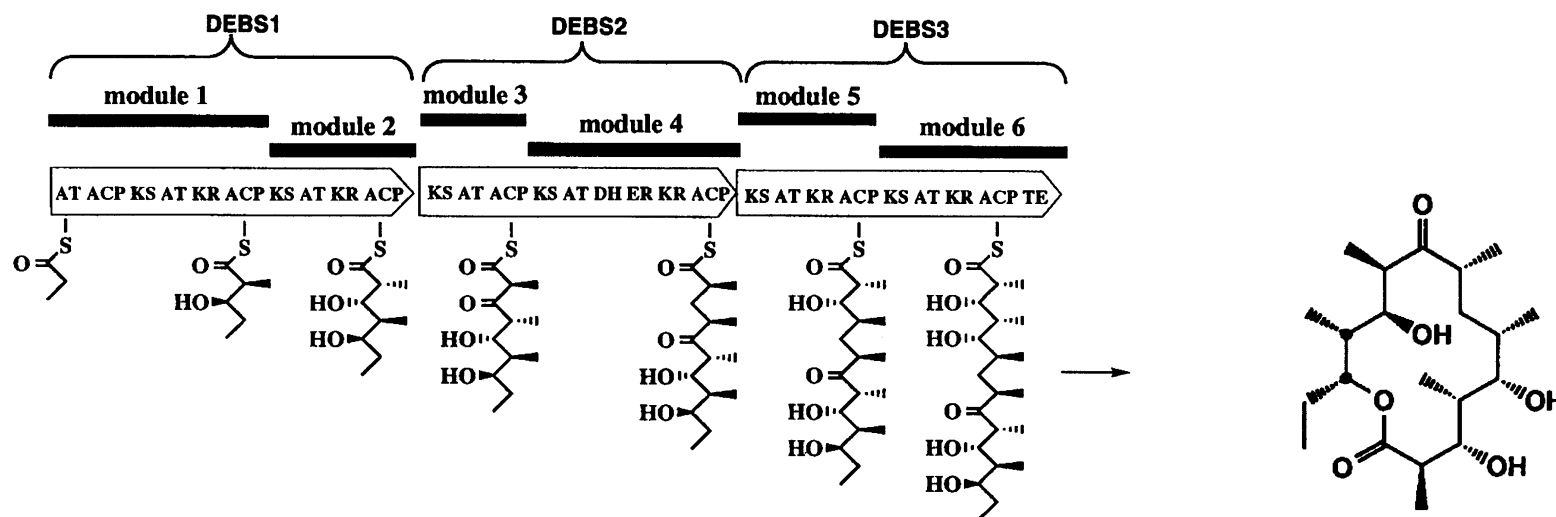 DEBS1 DEBS2 DEBS3
module 1 module 3 module 5
module 2 module 4 module 6
AT ACP KS AT KR ACP KS AT KR ACP KS AT ACP KS AT DH ER KR ACP KS AT KR ACP KS AT KR ACP TE
S S S S S S
O O O O O O
HO HO O HO HO
HO HO O HO
HO O
HO O
HO HO
HO HO
HO
HO
O
OH
O OH
O OH